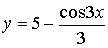 y = 5 − cos3x / 3